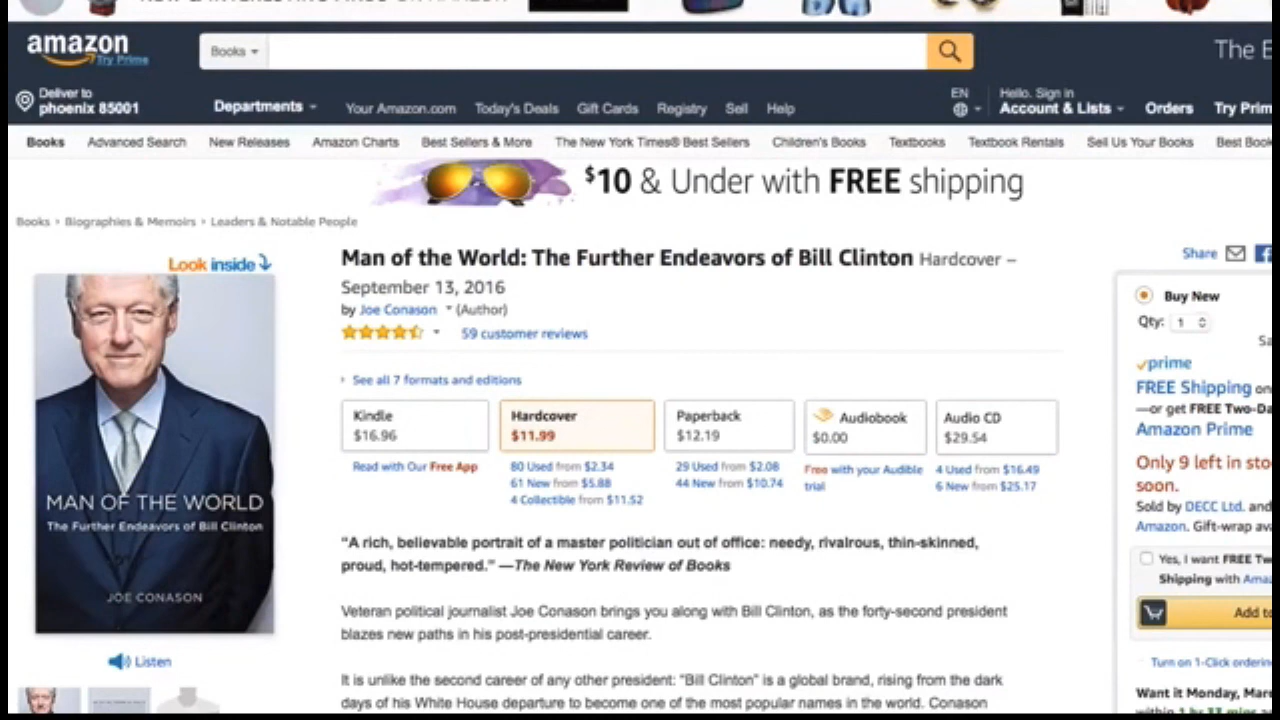 amazon
Try Prime
Books
The E
Deliver to
phoenix 85001
Departments
Your Amazon.com Today's Deals Gift Cards Registry Sell Help
EN
Hello. Sign in
Account & Lists
Orders
Try Prim
Books Advanced Search New Releases Amazon Charts Best Sellers & More The New York Times® Best Sellers Children's Books Textbooks Textbook Rentals Sell Us Your Books Best Book
$10 & Under with FREE shipping
Books › Biographies & Memoirs › Leaders & Notable People
Look inside
MAN OF THE WORLD
The Further Endeavors of Bill Clinton
JOE CONASON
Listen
Man of the World: The Further Endeavors of Bill Clinton Hardcover –
September 13, 2016
by Joe Conason (Author)
59 customer reviews
See all 7 formats and editions
Kindle
$16.96
Read with Our Free App
Hardcover
$11.99
80 Used from $2.34
61 New from $5.88
4 Collectible from $11.52
Paperback
$12.19
29 Used from $2.08
44 New from $10.74
Audiobook
$0.00
Free with your Audible
trial
Audio CD
$29.54
4 Used from $16.49
6 New from $25.17
"A rich, believable portrait of a master politician out of office: needy, rivalrous, thin-skinned,
proud, hot-tempered." —The New York Review of Books
Veteran political journalist Joe Conason brings you along with Bill Clinton, as the forty-second president
blazes new paths in his post-presidential career.
It is unlike the second career of any other president: "Bill Clinton" is a global brand, rising from the dark
days of his White House departure to become one of the most popular names in the world. Conason
Share
Buy New
Qty: 1
Sa
prime
FREE Shipping on
—or get FREE Two-Da
Amazon Prime
Only 9 left in sto
soon.
Sold by DECC Ltd. and
Amazon. Gift-wrap ava
Yes, I want FREE Tw
Shipping with Amaz
Add to
Turn on 1-Click orderin
Want it Monday, Mar